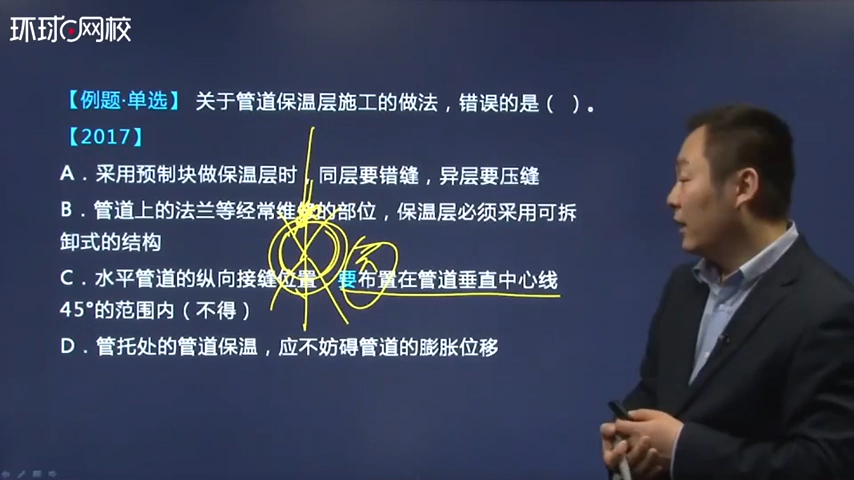 环球网校
【例题·单选】 关于管道保温层施工的做法，错误的是（ ）。
【2017】
A．采用预制块做保温层时，同层要错缝，异层要压缝
B．管道上的法兰等经常维修的部位，保温层必须采用可拆
卸式的结构
C．水平管道的纵向接缝位置，要布置在管道垂直中心线
45°的范围内（不得）
D．管托处的管道保温，应不妨碍管道的膨胀位移